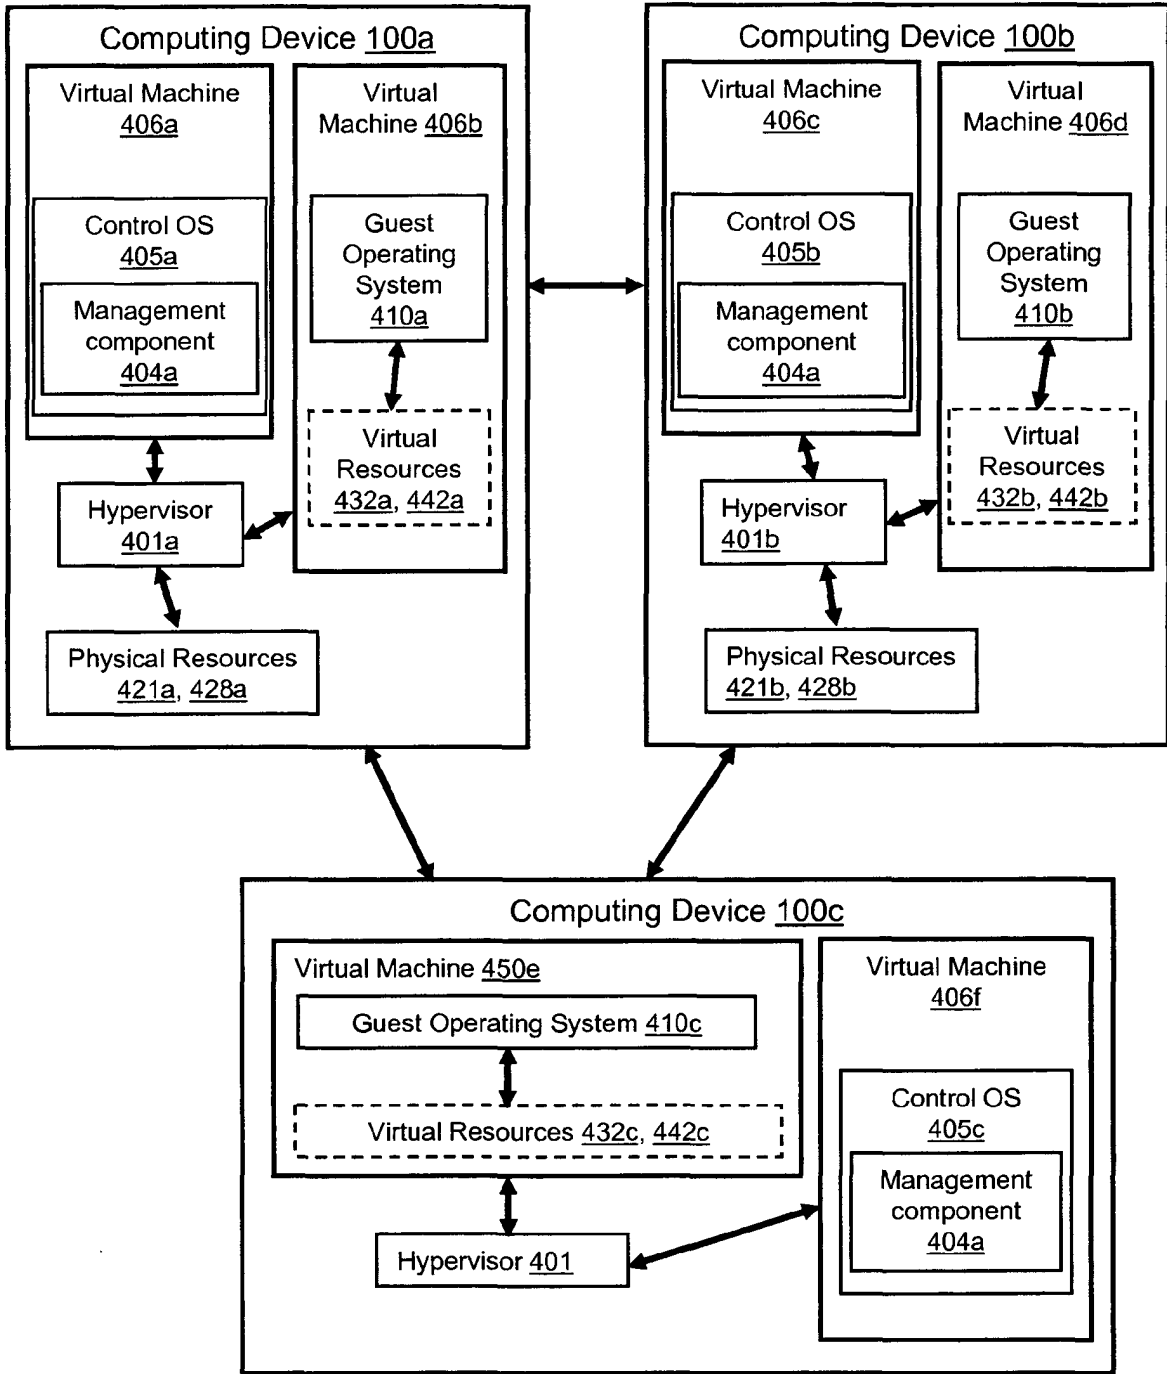 Computing Device 100a
Virtual Machine
406a
Control OS
405a
Management
component
404a
Virtual
Machine 406b
Guest
Operating
System
410a
Virtual
Resources
432a, 442a
Hypervisor
401a
Physical Resources
421a, 428a
Computing Device 100b
Virtual Machine
406c
Control OS
405b
Management
component
404a
Virtual
Machine 406d
Guest
Operating
System
410b
Virtual
Resources
432b, 442b
Hypervisor
401b
Physical Resources
421b, 428b
Computing Device 100c
Virtual Machine 450e
Guest Operating System 410c
Virtual Resources 432c, 442c
Hypervisor 401
Virtual Machine
406f
Control OS
405c
Management
component
404a